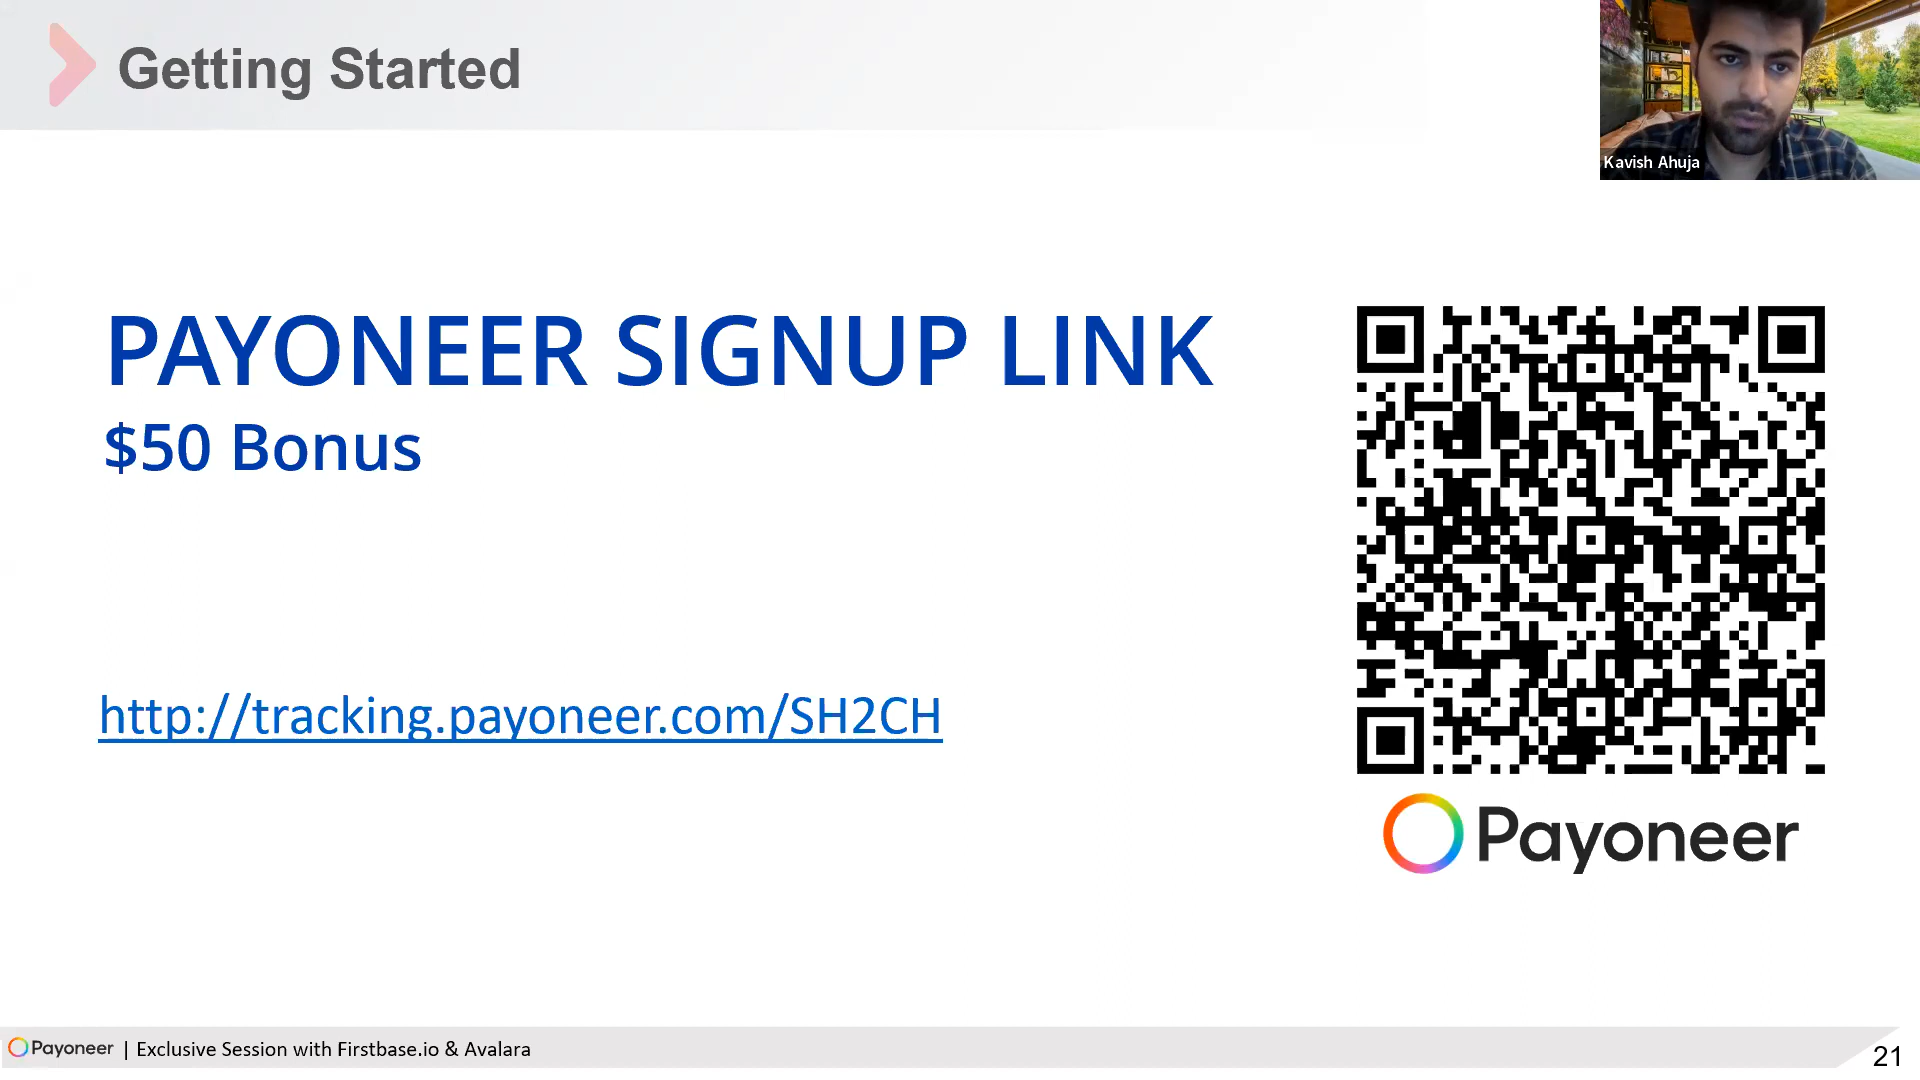 Getting Started
Kavish Ahuja
PAYONEER SIGNUP LINK
$50 Bonus
http://tracking.payoneer.com/SH2CH
Payoneer
Payoneer | Exclusive Session with Firstbase.io & Avalara
21